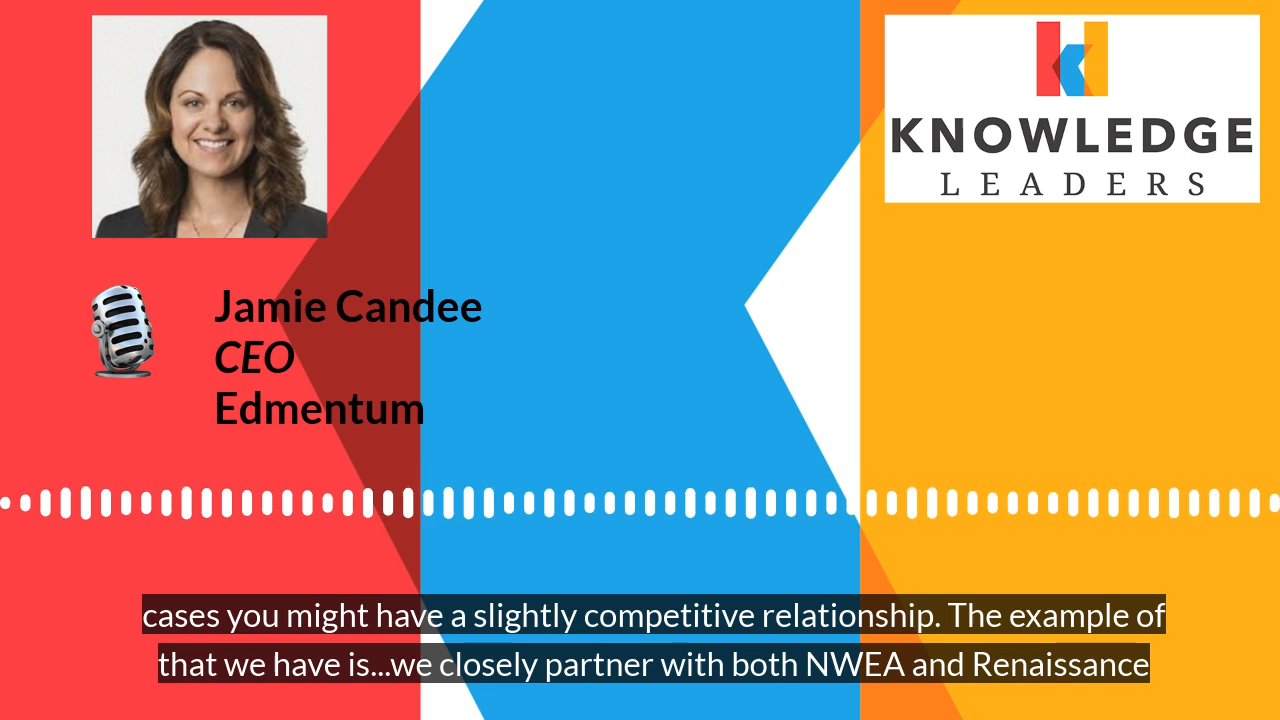 KNOWLEDGE
LEADERS
Jamie Candee
CEO
Edmentum
cases you might have a slightly competitive relationship. The example of
that we have is...we closely partner with both NWEA and Renaissance